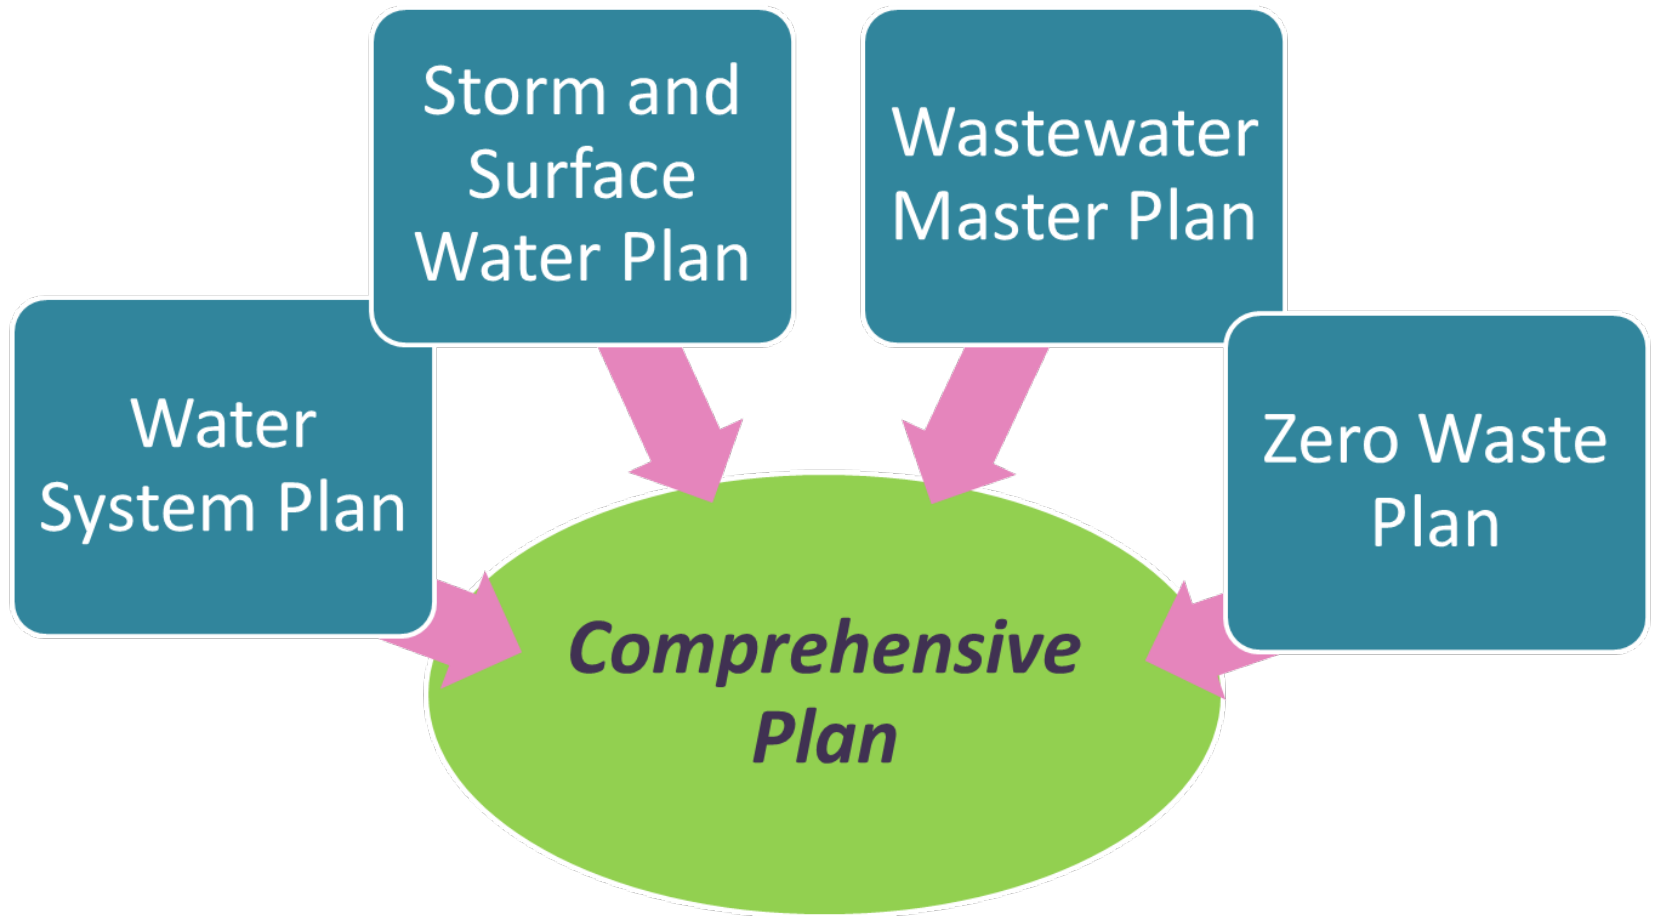 Storm and
Surface
Water Plan
Wastewater
Master Plan
Water
System Plan
Zero Waste
Plan
Comprehensive
Plan